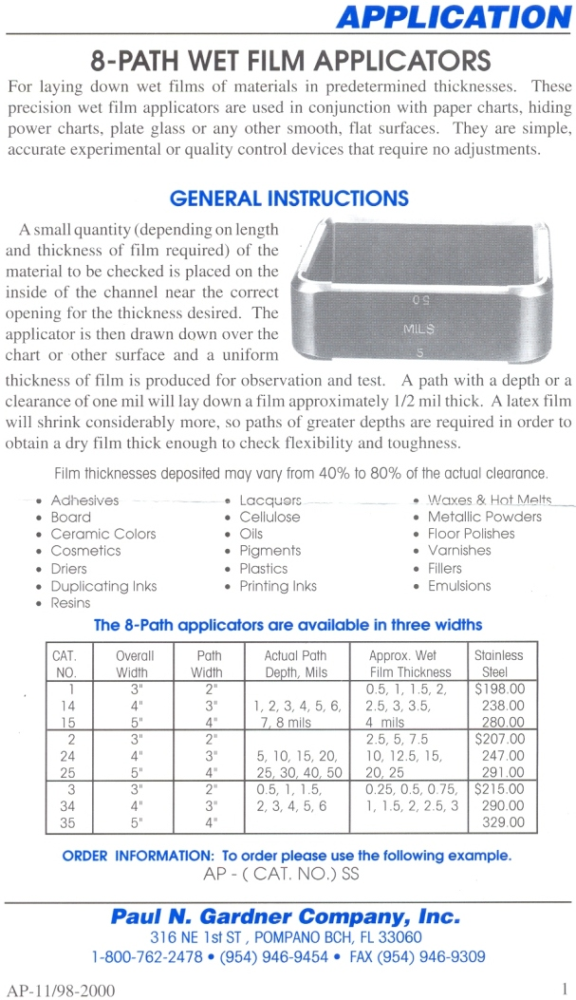 APPLICATION
8-PATH WET FILM APPLICATORS
For laying down wet films of materials in predetermined thicknesses. These
precision wet film applicators are used in conjunction with paper charts, hiding
power charts, plate glass or any other smooth, flat surfaces. They are simple,
accurate experimental or quality control devices that require no adjustments.
GENERAL INSTRUCTIONS
A small quantity (depending on length
and thickness of film required) of the
material to be checked is placed on the
inside of the channel near the correct
opening for the thickness desired. The
applicator is then drawn down over the
chart or other surface and a uniform
50
MILS
5
thickness of film is produced for observation and test. A path with a depth or a
clearance of one mil will lay down a film approximately 1/2 mil thick. A latex film
will shrink considerably more, so paths of greater depths are required in order to
obtain a dry film thick enough to check flexibility and toughness.
Film thicknesses deposited may vary from 40% to 80% of the actual clearance.
• Adhesives • Lacquers • Waxes & Hot Melts
• Board • Cellulose • Metallic Powders
• Ceramic Colors • Oils • Floor Polishes
• Cosmetics • Pigments • Varnishes
• Driers • Plastics • Fillers
• Duplicating Inks • Printing Inks • Emulsions
• Resins
The 8-Path applicators are available in three widths
CAT. Overall Path Actual Path Approx. Wet Stainless
NO. Width Width Depth, Mils Film Thickness Steel
1 3" 2" 0.5, 1, 1.5, 2, $198.00
14 4" 3" 1, 2, 3, 4, 5, 6, 2.5, 3, 3.5, 238.00
15 5" 4" 7, 8 mils 4 mils 280.00
2 3" 2" 2.5, 5, 7.5 $207.00
24 4" 3" 5, 10, 15, 20, 10, 12.5, 15, 247.00
25 5" 4" 25, 30, 40, 50 20, 25 291.00
3 3" 2" 0.5, 1, 1.5, 0.25, 0.5, 0.75, $215.00
34 4" 3" 2, 3, 4, 5, 6 1, 1.5, 2, 2.5, 3 290.00
35 5" 4" 329.00
ORDER INFORMATION: To order please use the following example.
AP - ( CAT. NO.) SS
Paul N. Gardner Company, Inc.
316 NE 1st ST , POMPANO BCH, FL 33060
1-800-762-2478 • (954) 946-9454 • FAX (954) 946-9309
AP-11/98-2000 1